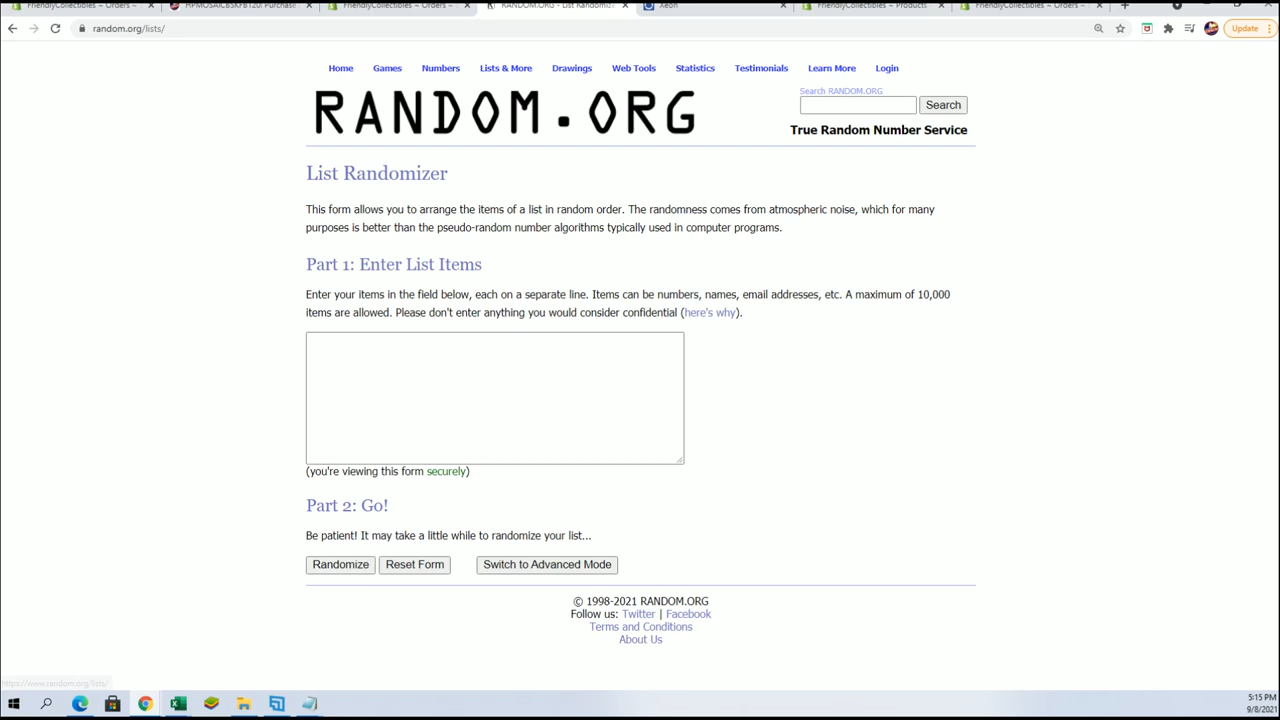 FriendlyCollectibles ~ Orders ~
HPMOSAICBSKFB120: Purchase
FriendlyCollectibles ~ Orders ~
RANDOM.ORG - List Randomiz
Xeon
FriendlyCollectibles ~ Products
FriendlyCollectibles ~ Orders ~
random.org/lists/
Update
Home Games Numbers Lists & More Drawings Web Tools Statistics Testimonials Learn More Login
Search RANDOM.ORG
RANDOM.ORG
Search
True Random Number Service
List Randomizer
This form allows you to arrange the items of a list in random order. The randomness comes from atmospheric noise, which for many
purposes is better than the pseudo-random number algorithms typically used in computer programs.
Part 1: Enter List Items
Enter your items in the field below, each on a separate line. Items can be numbers, names, email addresses, etc. A maximum of 10,000
items are allowed. Please don't enter anything you would consider confidential (here's why).
(you're viewing this form securely)
Part 2: Go!
Be patient! It may take a little while to randomize your list...
Randomize Reset Form Switch to Advanced Mode
© 1998-2021 RANDOM.ORG
Follow us: Twitter | Facebook
Terms and Conditions
About Us
https://www.random.org/lists/
5:15 PM
9/8/2021